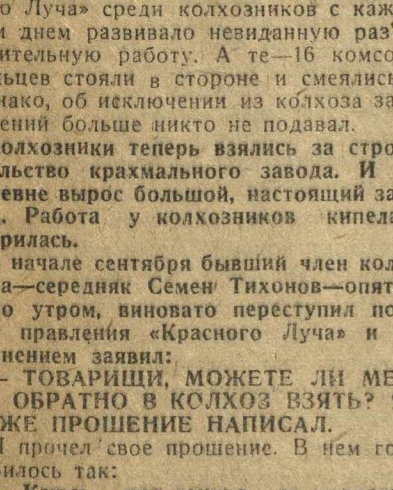 о Луча» среди колхозников с каж
м днем развивало невиданную раз'
ительную работу. А те—16 комсо
льцев стояли в стороне и смеялись
нако, об исключении из колхоза за
ений больше никто не подавал.
олхозники теперь взялись за стро
льство крахмального завода. И
евне вырос большой, настоящий за
д. Работа у колхозников кипела
рилась.
начале сентября бывший член кол
а—середняк Семен Тихонов—опят
о утром, виновато переступил по
правления «Красного Луча» и
нением заявил:
— ТОВАРИЩИ, МОЖЕТЕ ЛИ МЕ
ОБРАТНО В КОЛХОЗ ВЗЯТЬ?
ЖЕ ПРОШЕНИЕ НАПИСАЛ.
И прочел свое прошение. В нем го
илось так: